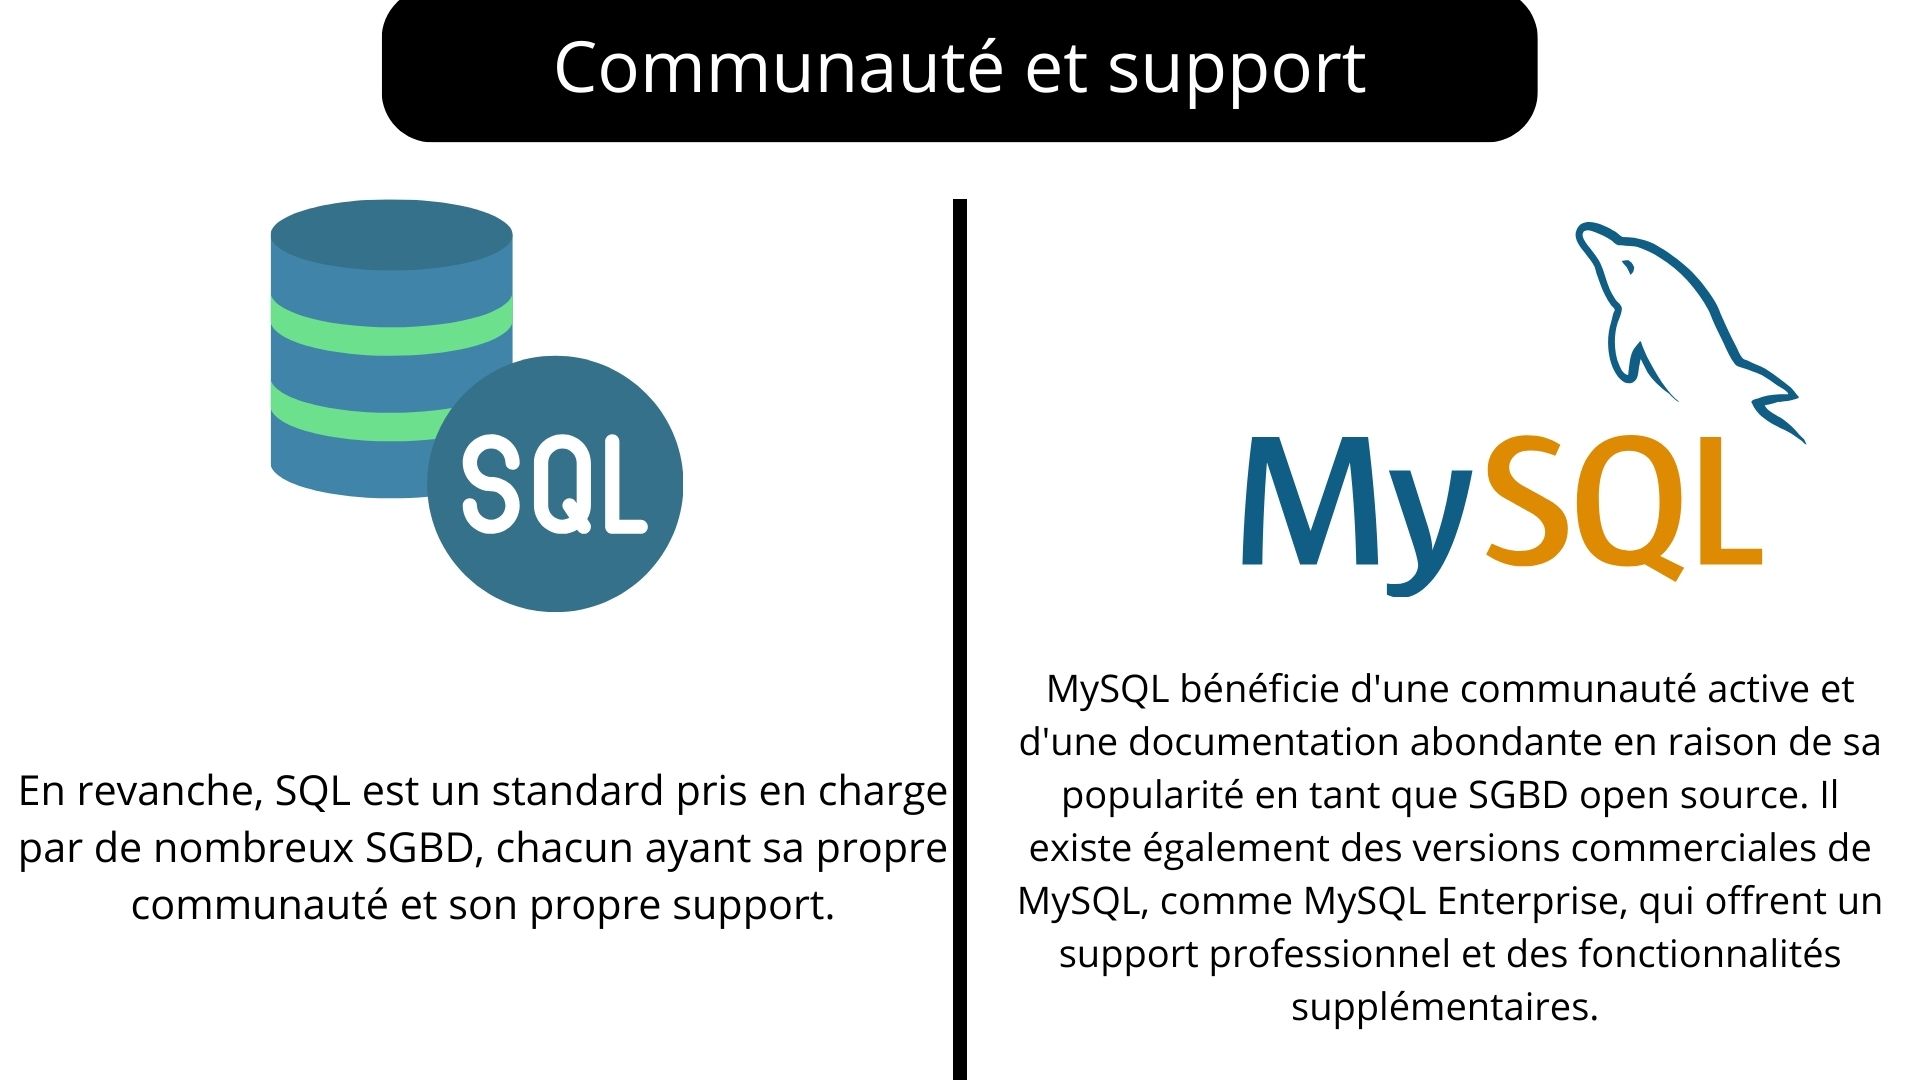 Communauté et support
SQL
En revanche, SQL est un standard pris en charge
par de nombreux SGBD, chacun ayant sa propre
communauté et son propre support.
MySQL
MySQL bénéficie d'une communauté active et
d'une documentation abondante en raison de sa
popularité en tant que SGBD open source. Il
existe également des versions commerciales de
MySQL, comme MySQL Enterprise, qui offrent un
support professionnel et des fonctionnalités
supplémentaires.